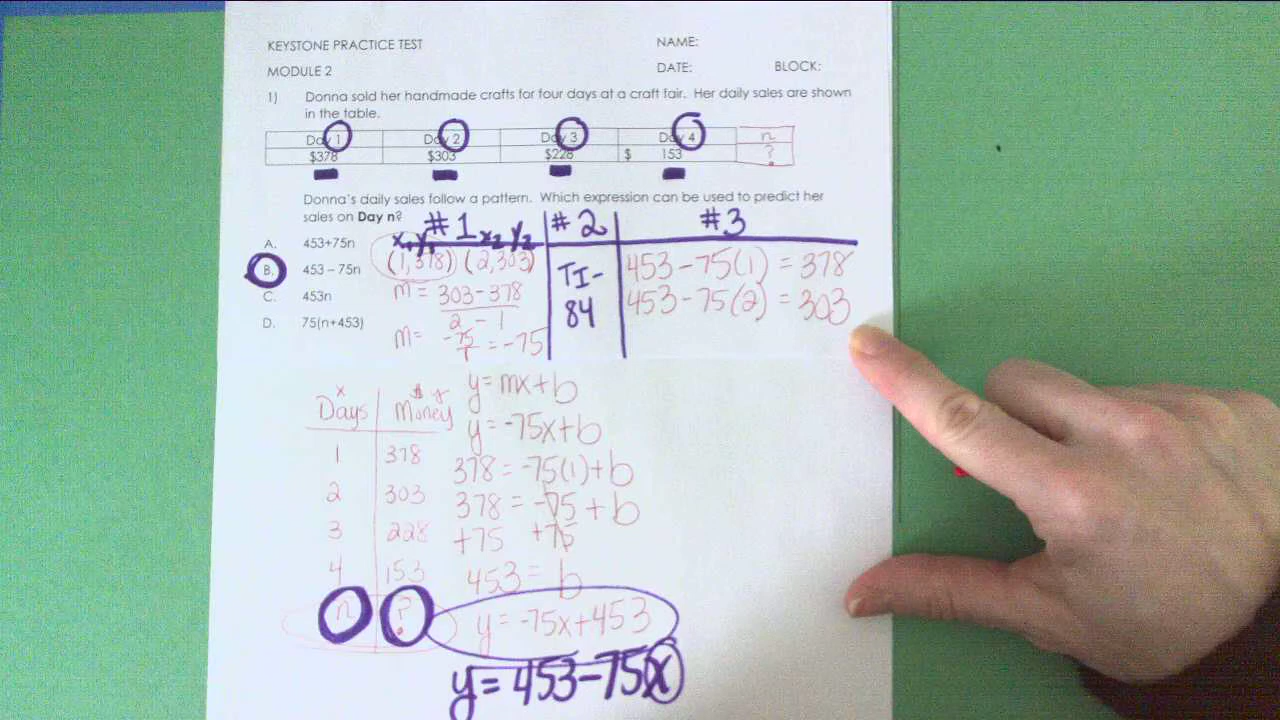 KEYSTONE PRACTICE TEST
NAME:
MODULE 2
DATE: BLOCK:
1) Donna sold her handmade crafts for four days at a craft fair. Her daily sales are shown
in the table.
Day 1 Day 2 Day 3 Day 4 n
$378 $303 $228 $ 153 ?
Donna's daily sales follow a pattern. Which expression can be used to predict her
sales on Day n?
A. 453+75n
B. 453 – 75n
C. 453n
D. 75(n+453)
#1
x1 y1 x2 y2
(1,378) (2,303)
m = 303-378
2 - 1
m = -75
1 = -75
#2
TI-
84
#3
453-75(1) = 378
453-75(2) = 303
x $ y
Days Money
1 378
2 303
3 228
4 153
n ?
y=mx+b
y=-75x+b
378=-75(1)+b
378=-75+b
+75 +75
453 = b
y=-75x+453
y=453-75x